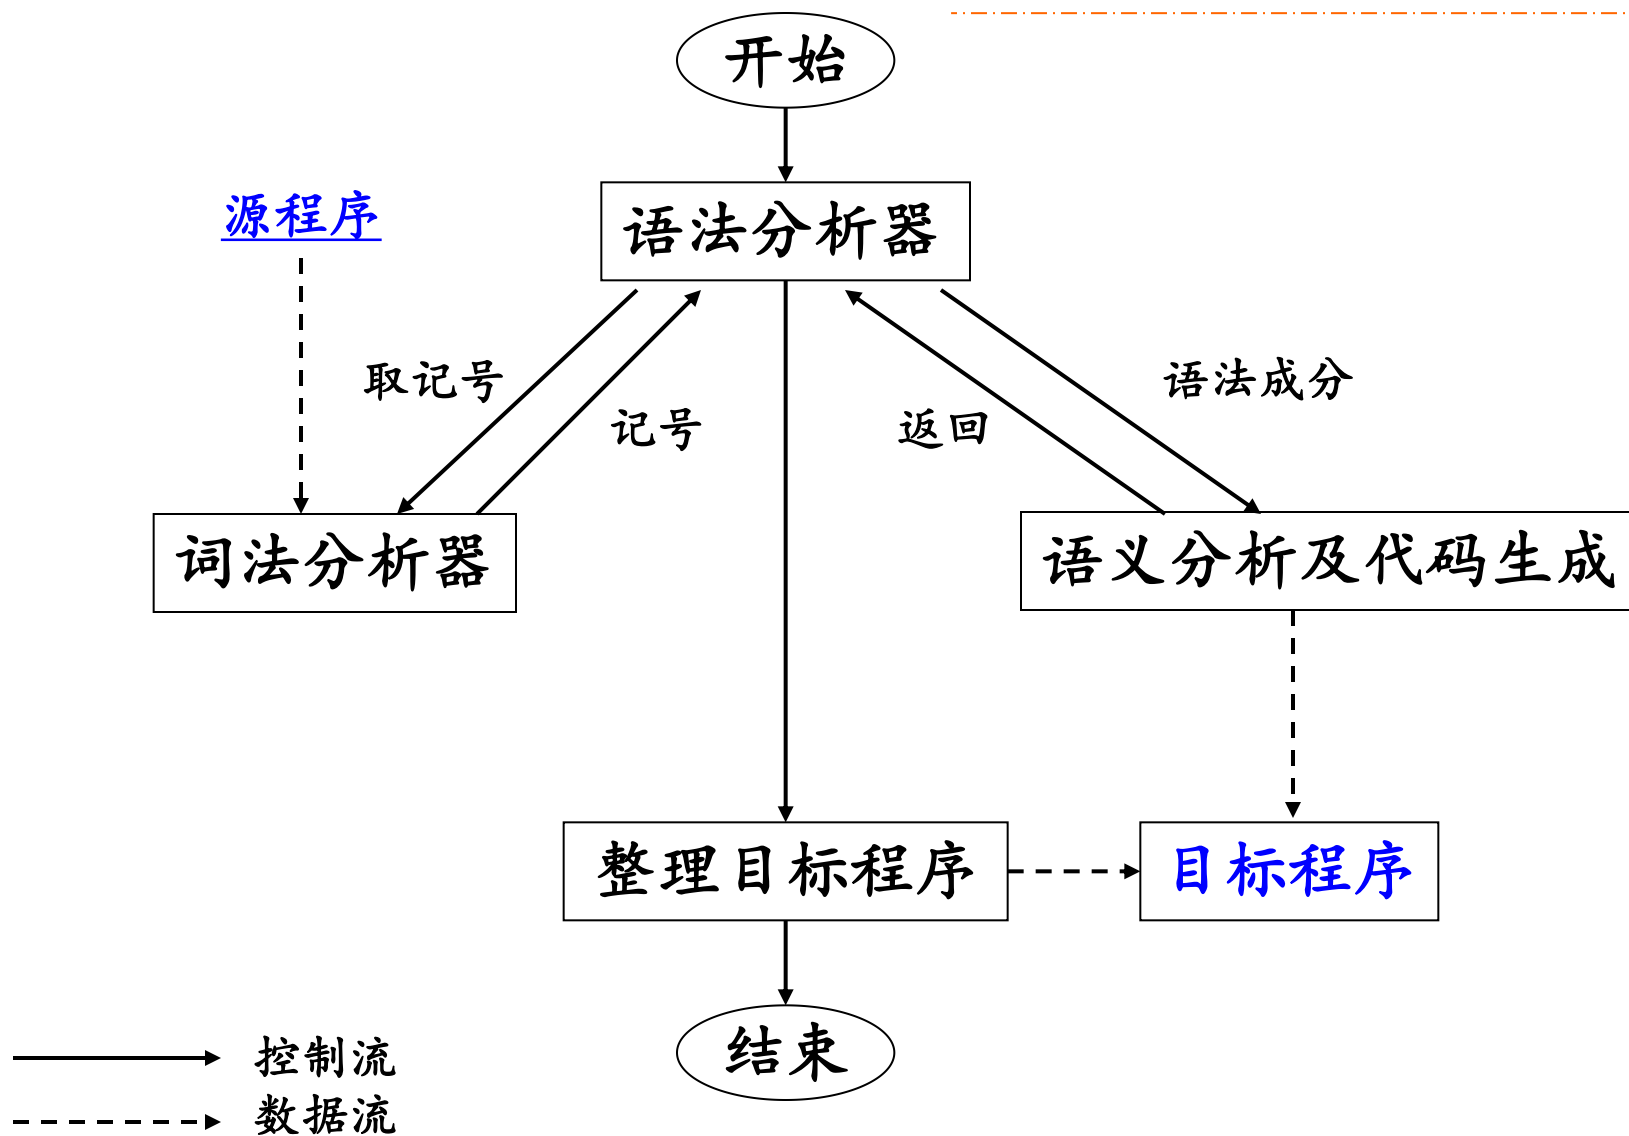 开始
源程序
语法分析器
取记号
记号
返回
语法成分
词法分析器
语义分析及代码生成
整理目标程序
目标程序
结束
控制流
数据流